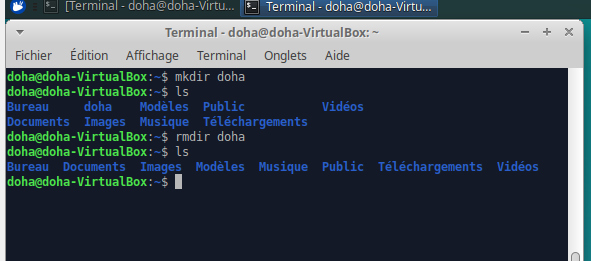 [Terminal - doha@doha-Virtu...
Terminal - doha@doha-Virtu...
Terminal - doha@doha-VirtualBox: ~
Fichier Édition Affichage Terminal Onglets Aide
doha@doha-VirtualBox:~$ mkdir doha
doha@doha-VirtualBox:~$ ls
Bureau doha Modèles Public Vidéos
Documents Images Musique Téléchargements
doha@doha-VirtualBox:~$ rmdir doha
doha@doha-VirtualBox:~$ ls
Bureau Documents Images Modèles Musique Public Téléchargements Vidéos
doha@doha-VirtualBox:~$